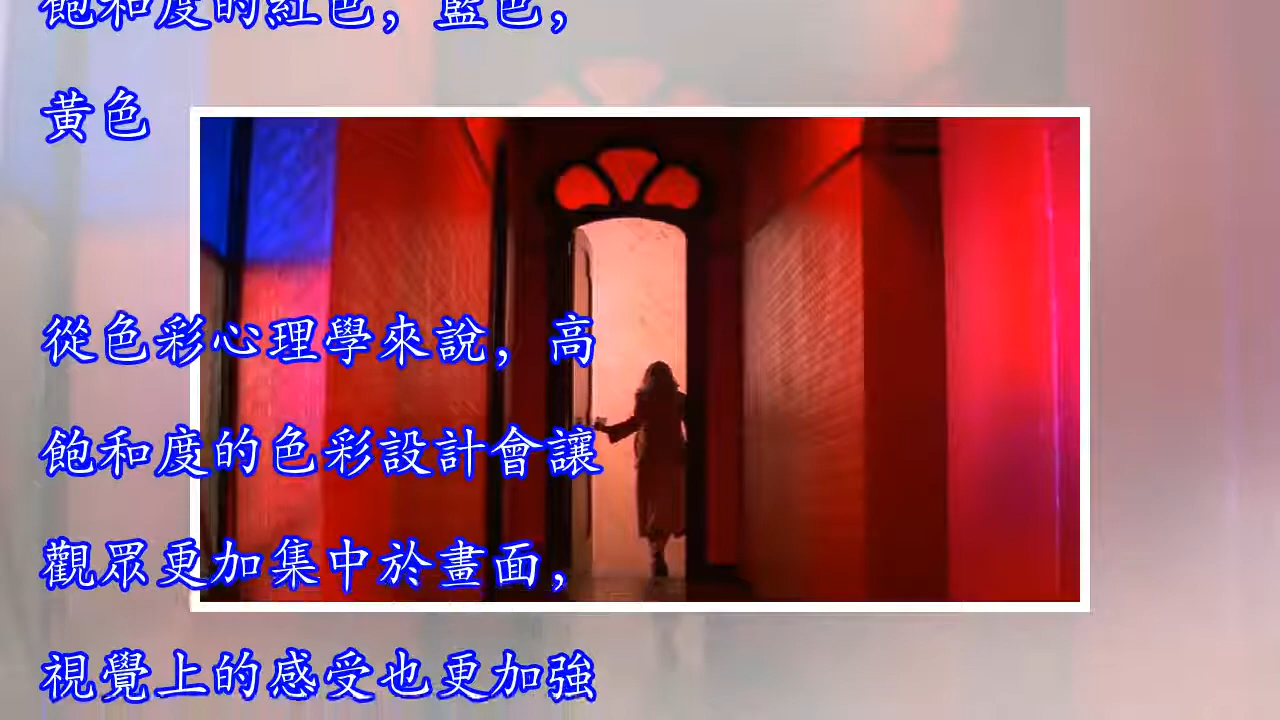 飽和度的紅色，藍色，
黃色
從色彩心理學來說，高
飽和度的色彩設計會讓
觀眾更加集中於畫面，
視覺上的感受也更加強